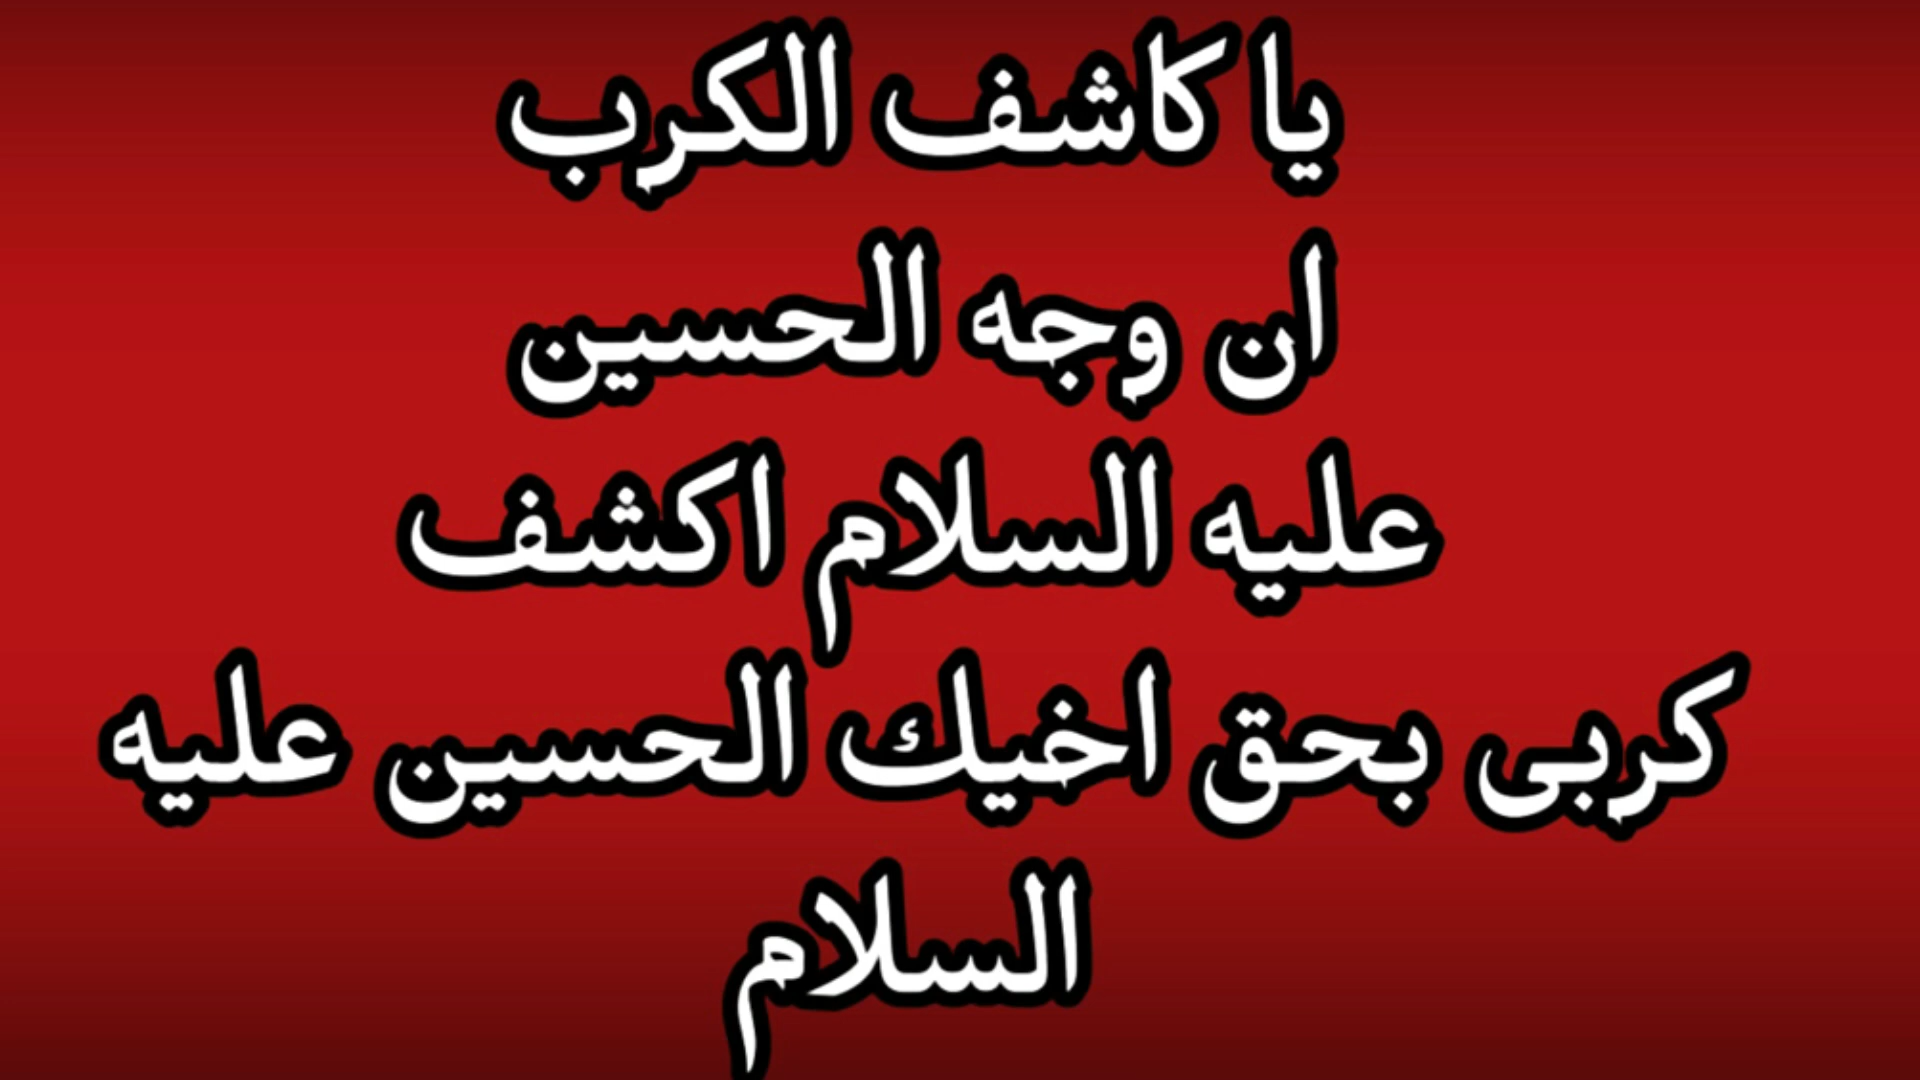 يا كاشف الكرب
ان وجه الحسين
عليه السلام اكشف
كربى بحق اخيك الحسين عليه
السلام